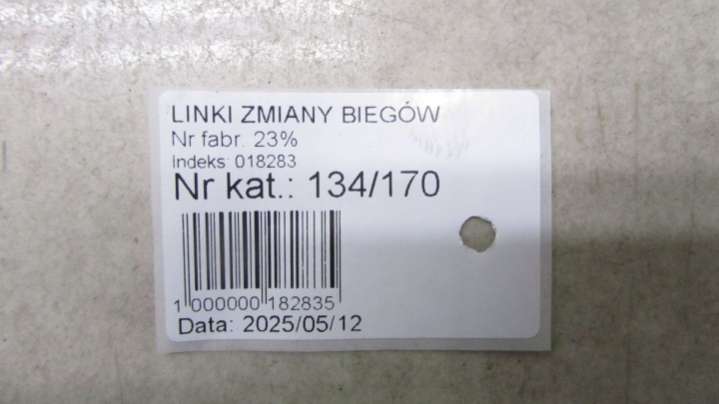 LINKI ZMIANY BIEGÓW
Nr fabr. 23%
Indeks: 018283
Nr kat.: 134/170
1 000000 182835
Data: 2025/05/12